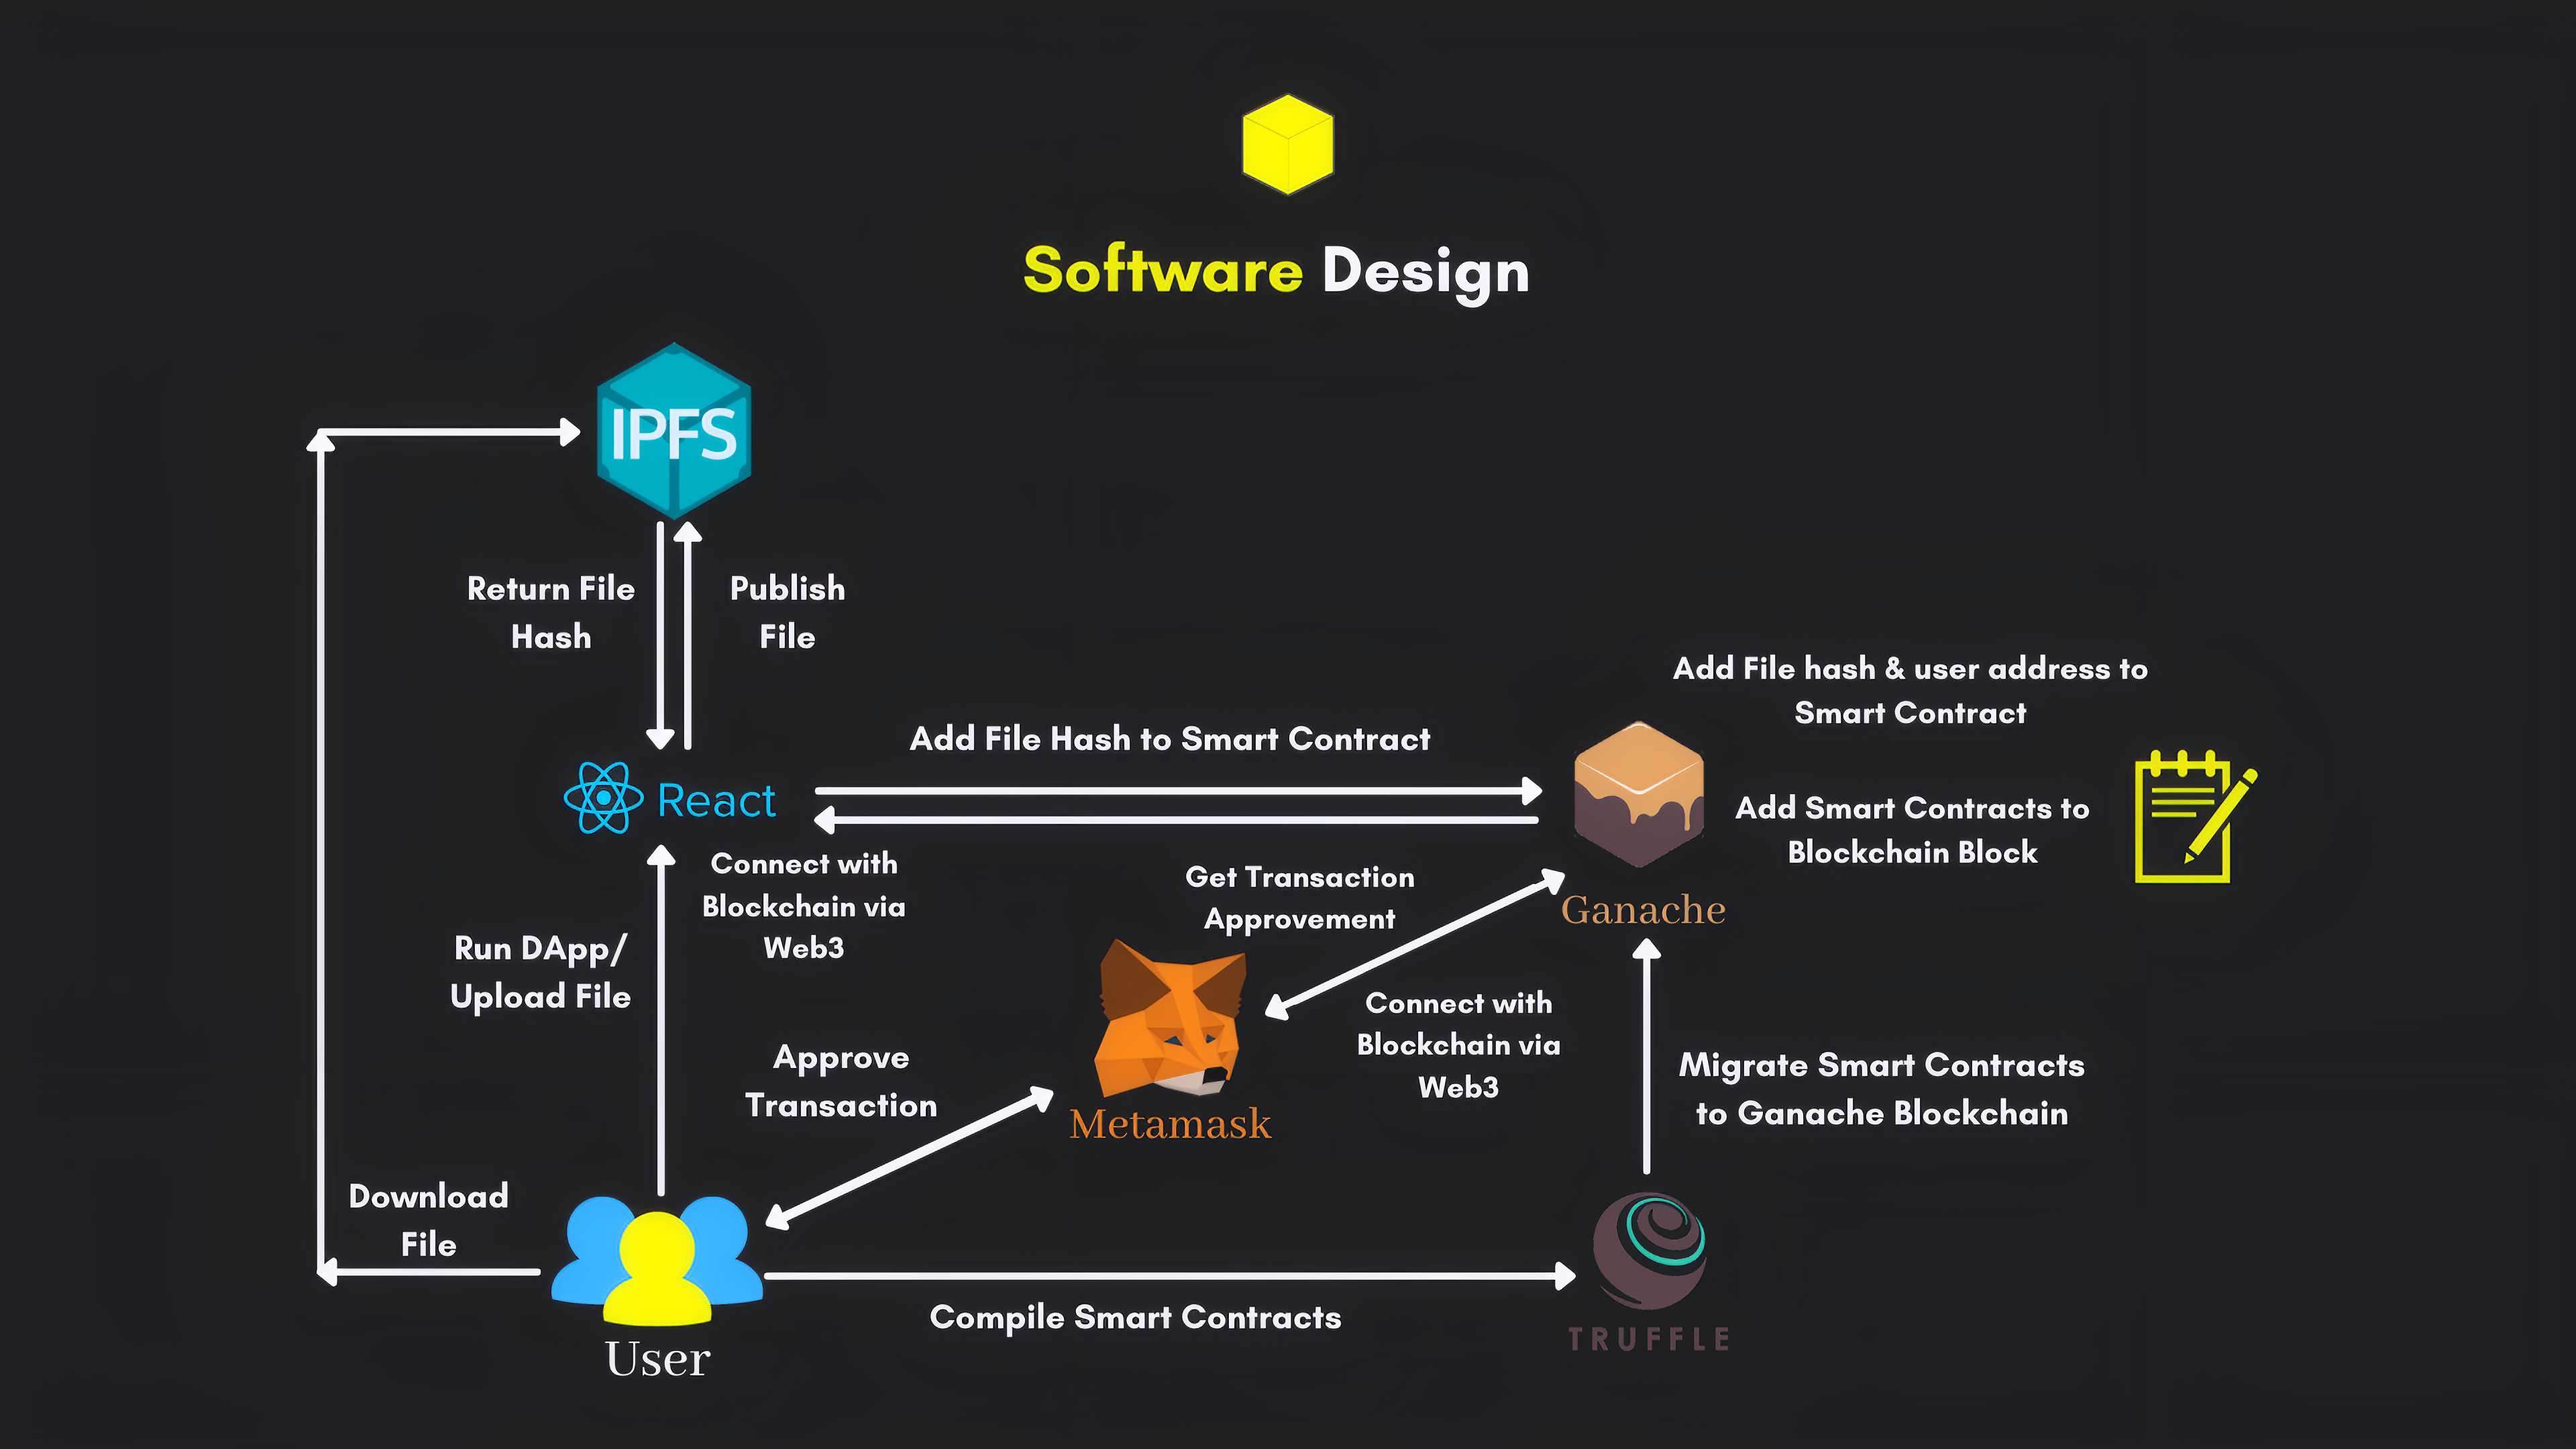 Software Design
IPFS
Return File
Hash
Publish
File
Add File hash & user address to
Smart Contract
Add File Hash to Smart Contract
React
Add Smart Contracts to
Blockchain Block
Connect with
Blockchain via
Web3
Get Transaction
Approvement
Ganache
Run DApp/
Upload File
Connect with
Blockchain via
Web3
Approve
Transaction
Metamask
Migrate Smart Contracts
to Ganache Blockchain
Download
File
Compile Smart Contracts
TRUFFLE
User